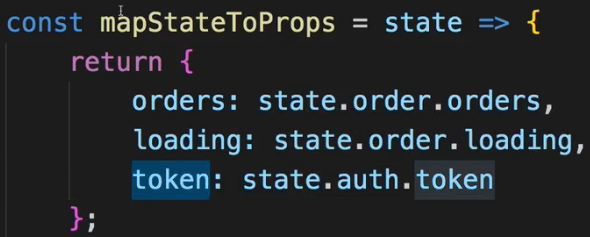 const mapStateToProps = state => {
return {
orders: state.order.orders,
loading: state.order.loading,
token: state.auth.token
};